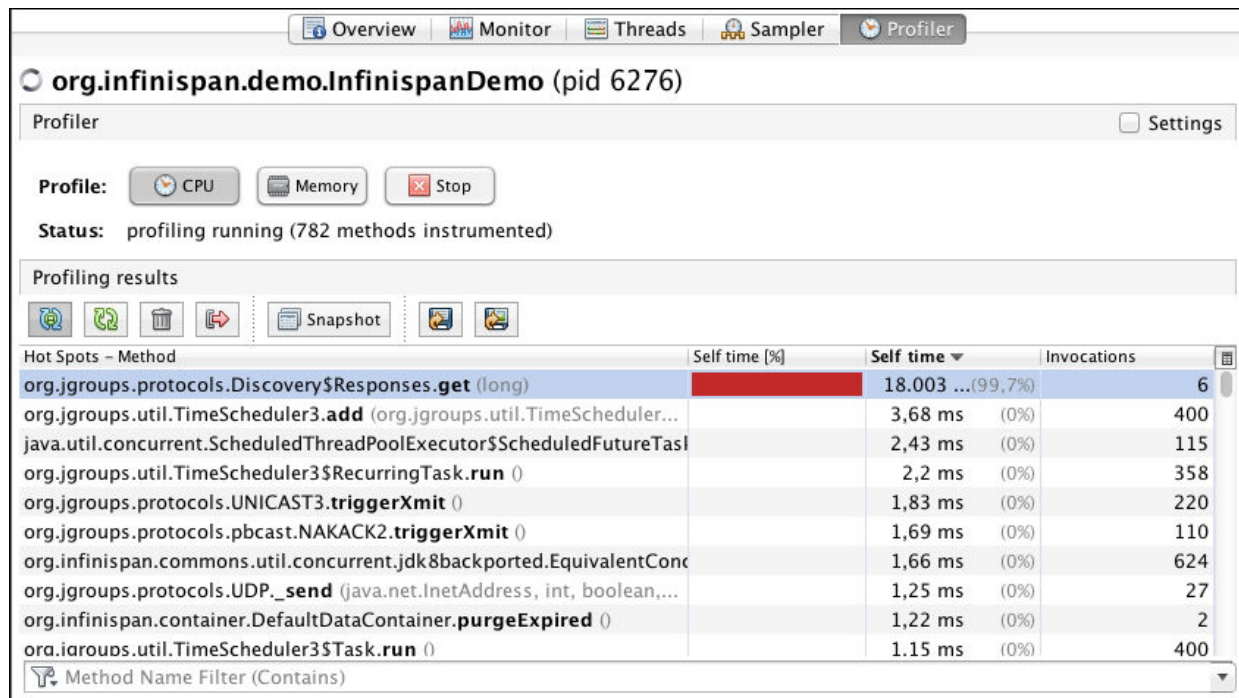 Overview Monitor Threads Sampler Profiler
org.infinispan.demo.InfinispanDemo (pid 6276)
Profiler Settings
Profile: CPU Memory Stop
Status: profiling running (782 methods instrumented)
Profiling results
Snapshot
Hot Spots – Method Self time [%] Self time Invocations
org.jgroups.protocols.Discovery$Responses.get (long) 18.003 ...(99,7%) 6
org.jgroups.util.TimeScheduler3.add (org.jgroups.util.TimeScheduler... 3,68 ms (0%) 400
java.util.concurrent.ScheduledThreadPoolExecutor$ScheduledFutureTask 2,43 ms (0%) 115
org.jgroups.util.TimeScheduler3$RecurringTask.run () 2,2 ms (0%) 358
org.jgroups.protocols.UNICAST3.triggerXmit () 1,83 ms (0%) 220
org.jgroups.protocols.pbcast.NAKACK2.triggerXmit () 1,69 ms (0%) 110
org.infinispan.commons.util.concurrent.jdk8backported.EquivalentConc 1,66 ms (0%) 624
org.jgroups.protocols.UDP._send (java.net.InetAddress, int, boolean,... 1,25 ms (0%) 27
org.infinispan.container.DefaultDataContainer.purgeExpired () 1,22 ms (0%) 2
org.jgroups.util.TimeScheduler3$Task.run () 1.15 ms (0%) 400
Method Name Filter (Contains)